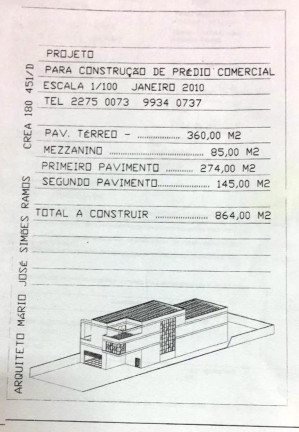 PROJETO
PARA CONSTRUÇÃO DE PRÉDIO COMERCIAL
ESCALA 1/100 JANEIRO 2010
TEL 2275 0073 9934 0737
PAV. TÉRREO - .................. 360,00 M2
MEZZANINO .......................... 85,00 M2
PRIMEIRO PAVIMENTO .......... 274,00 M2
SEGUNDO PAVIMENTO............... 145,00 M2
TOTAL A CONSTRUIR ................... 864,00 M2
ARQUITETO MÁRIO JOSÉ SIMÕES RAMOS CREA 180 451/D